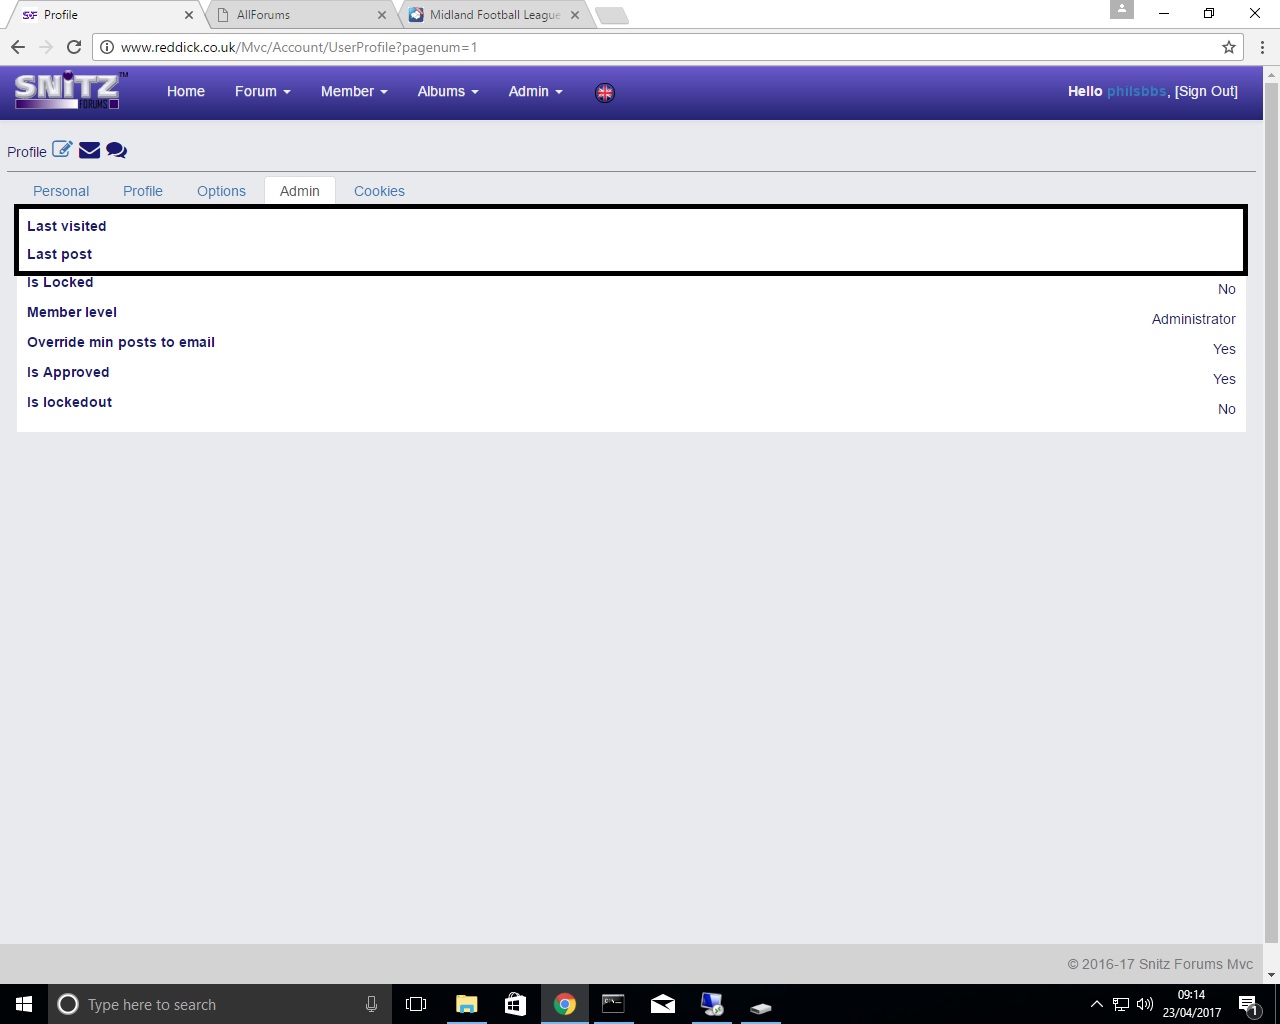 Profile
AllForums
Midland Football League
www.reddick.co.uk/Mvc/Account/UserProfile?pagenum=1
SNiTZ™ FORUMS
Home Forum Member Albums Admin
Hello philsbbs, [Sign Out]
Profile
Personal Profile Options Admin Cookies
Last visited
Last post
Is Locked No
Member level Administrator
Override min posts to email Yes
Is Approved Yes
Is lockedout No
© 2016-17 Snitz Forums Mvc
Type here to search
09:14
23/04/2017
1